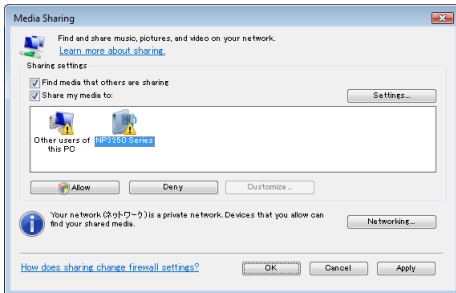 Media Sharing
Find and share music, pictures, and video on your network.
Learn more about sharing.
Sharing settings
Find media that others are sharing
Share my media to:
Settings...
Other users of
this PC
NP3250 Series
Allow
Deny
Customize...
Your network (ネットワーク) is a private network. Devices that you allow can
find your shared media.
Networking...
How does sharing change firewall settings?
OK
Cancel
Apply